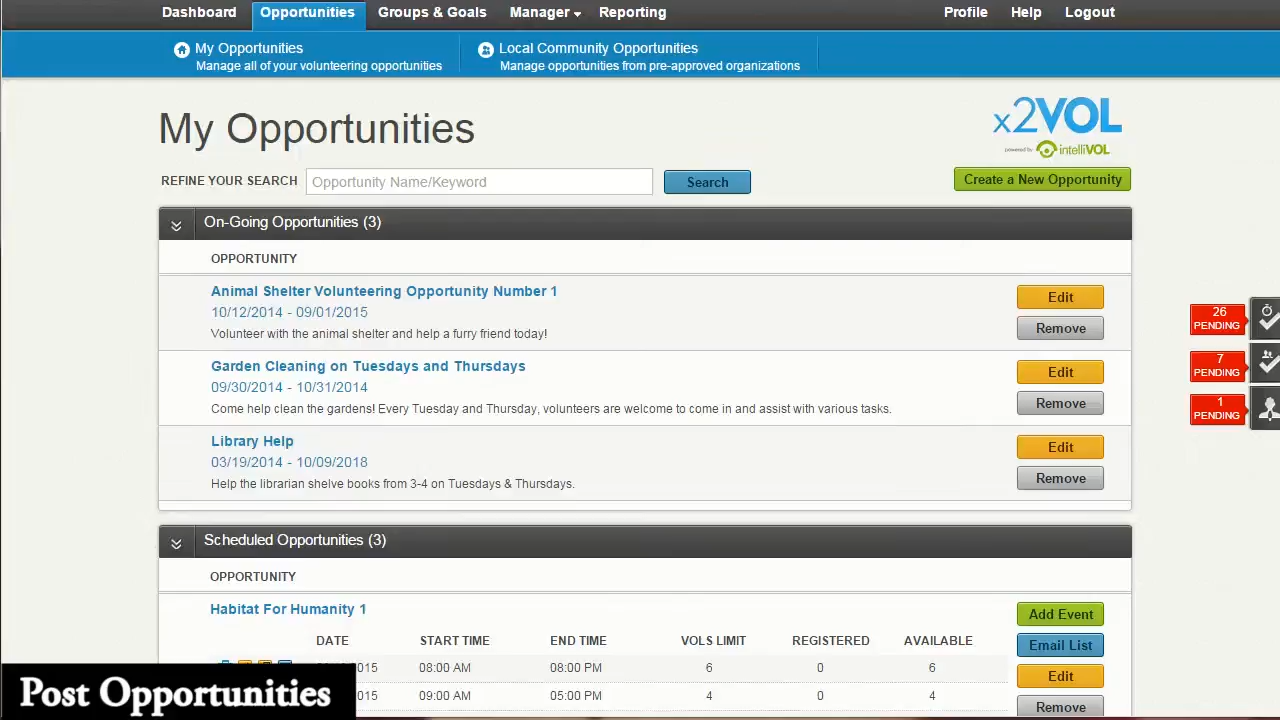 Dashboard Opportunities Groups & Goals Manager Reporting Profile Help Logout
My Opportunities Local Community Opportunities
Manage all of your volunteering opportunities Manage opportunities from pre-approved organizations
My Opportunities
x2VOL
powered by intelliVOL
REFINE YOUR SEARCH Opportunity Name/Keyword Search Create a New Opportunity
On-Going Opportunities (3)
OPPORTUNITY
Animal Shelter Volunteering Opportunity Number 1
Edit
10/12/2014 - 09/01/2015
Remove
Volunteer with the animal shelter and help a furry friend today!
26
PENDING
Garden Cleaning on Tuesdays and Thursdays
Edit
7
PENDING
09/30/2014 - 10/31/2014
Remove
Come help clean the gardens! Every Tuesday and Thursday, volunteers are welcome to come in and assist with various tasks.
1
PENDING
Library Help
Edit
03/19/2014 - 10/09/2018
Remove
Help the librarian shelve books from 3-4 on Tuesdays & Thursdays.
Scheduled Opportunities (3)
OPPORTUNITY
Habitat For Humanity 1
Add Event
DATE START TIME END TIME VOLS LIMIT REGISTERED AVAILABLE
Email List
015 08:00 AM 08:00 PM 6 0 6
Edit
015 09:00 AM 05:00 PM 4 0 4
Remove
Post Opportunities